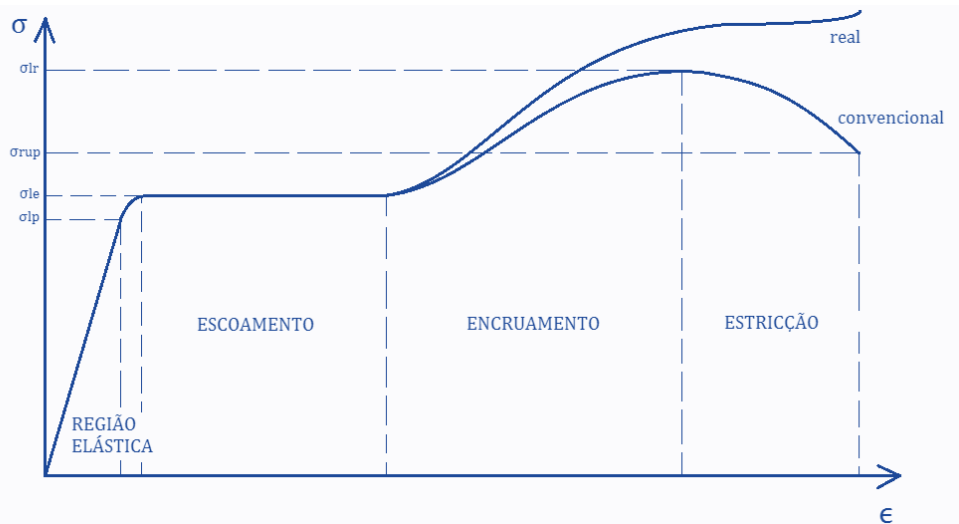 σ
real
σlr
convencional
σrup
σle
σlp
ESCOAMENTO
ENCRUAMENTO
ESTRICÇÃO
REGIÃO
ELÁSTICA
ϵ